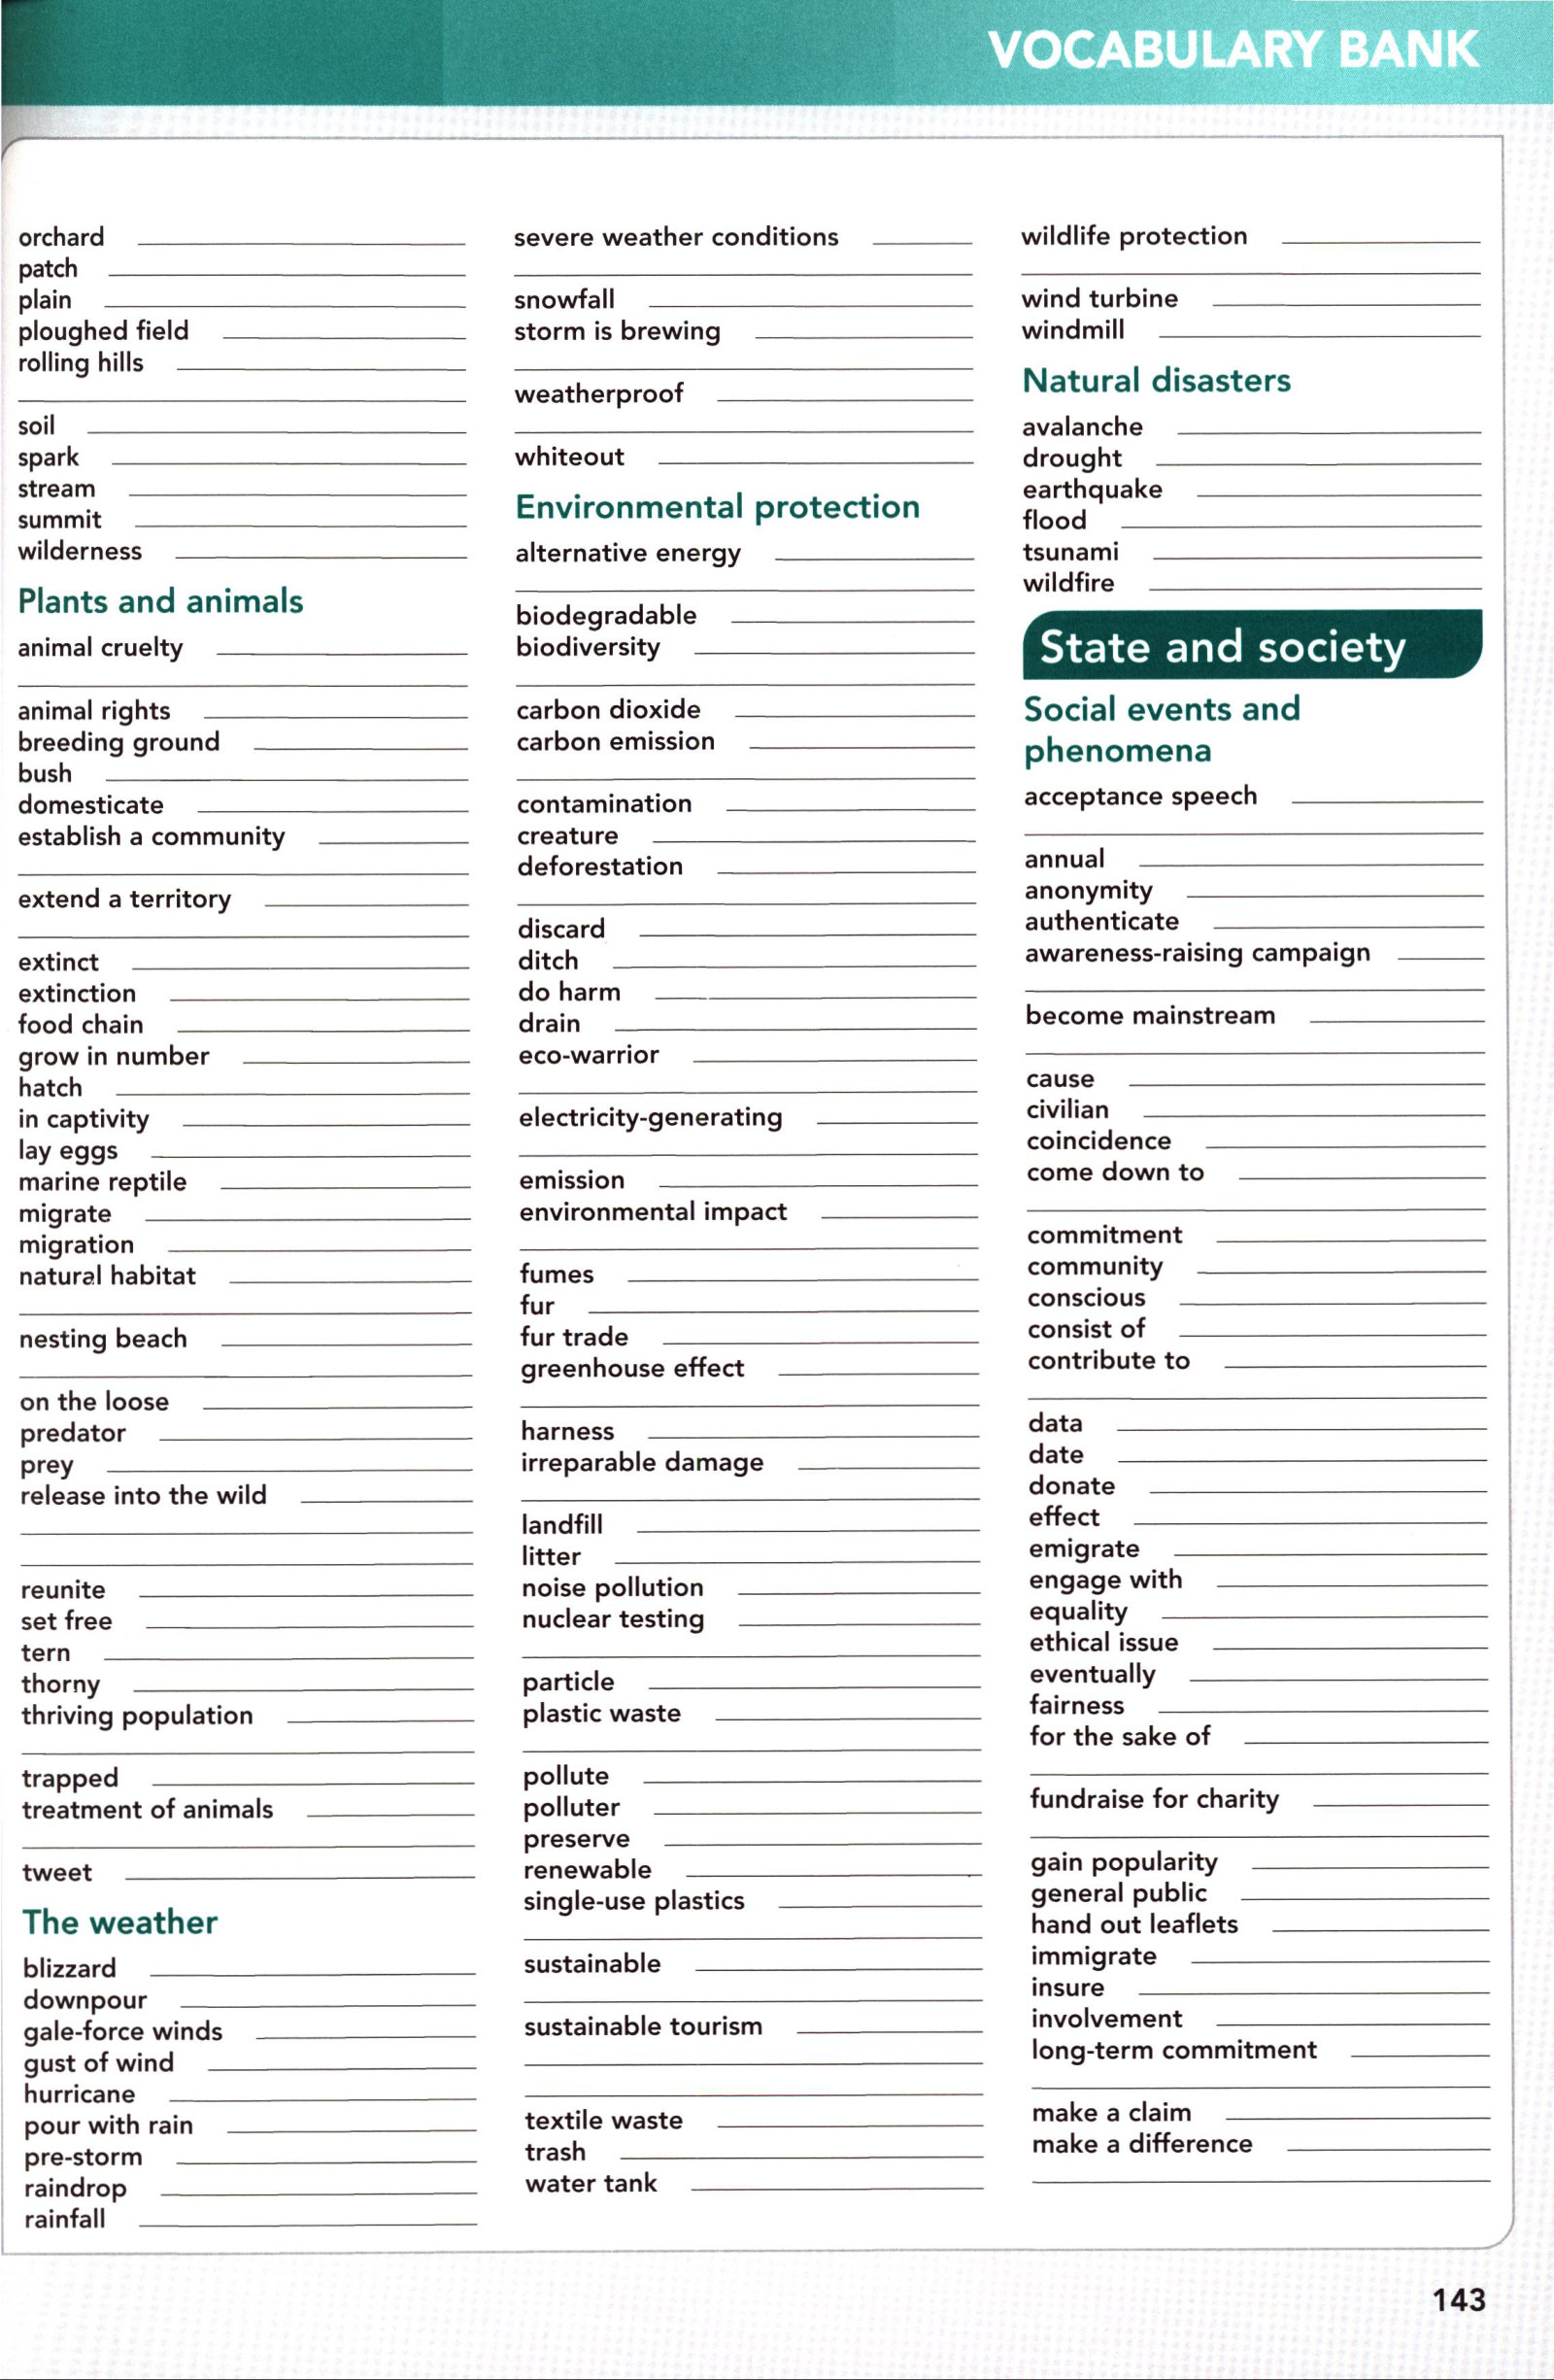 VOCABULARY BANK
orchard
patch
plain
ploughed field
rolling hills
soil
spark
stream
summit
wilderness
Plants and animals
animal cruelty
animal rights
breeding ground
bush
domesticate
establish a community
extend a territory
extinct
extinction
food chain
grow in number
hatch
in captivity
lay eggs
marine reptile
migrate
migration
natural habitat
nesting beach
on the loose
predator
prey
release into the wild
reunite
set free
tern
thorny
thriving population
trapped
treatment of animals
tweet
The weather
blizzard
downpour
gale-force winds
gust of wind
hurricane
pour with rain
pre-storm
raindrop
rainfall
severe weather conditions
snowfall
storm is brewing
weatherproof
whiteout
Environmental protection
alternative energy
biodegradable
biodiversity
carbon dioxide
carbon emission
contamination
creature
deforestation
discard
ditch
do harm
drain
eco-warrior
electricity-generating
emission
environmental impact
fumes
fur
fur trade
greenhouse effect
harness
irreparable damage
landfill
litter
noise pollution
nuclear testing
particle
plastic waste
pollute
polluter
preserve
renewable
single-use plastics
sustainable
sustainable tourism
textile waste
trash
water tank
wildlife protection
wind turbine
windmill
Natural disasters
avalanche
drought
earthquake
flood
tsunami
wildfire
State and society
Social events and
phenomena
acceptance speech
annual
anonymity
authenticate
awareness-raising campaign
become mainstream
cause
civilian
coincidence
come down to
commitment
community
conscious
consist of
contribute to
data
date
donate
effect
emigrate
engage with
equality
ethical issue
eventually
fairness
for the sake of
fundraise for charity
gain popularity
general public
hand out leaflets
immigrate
insure
involvement
long-term commitment
make a claim
make a difference
143